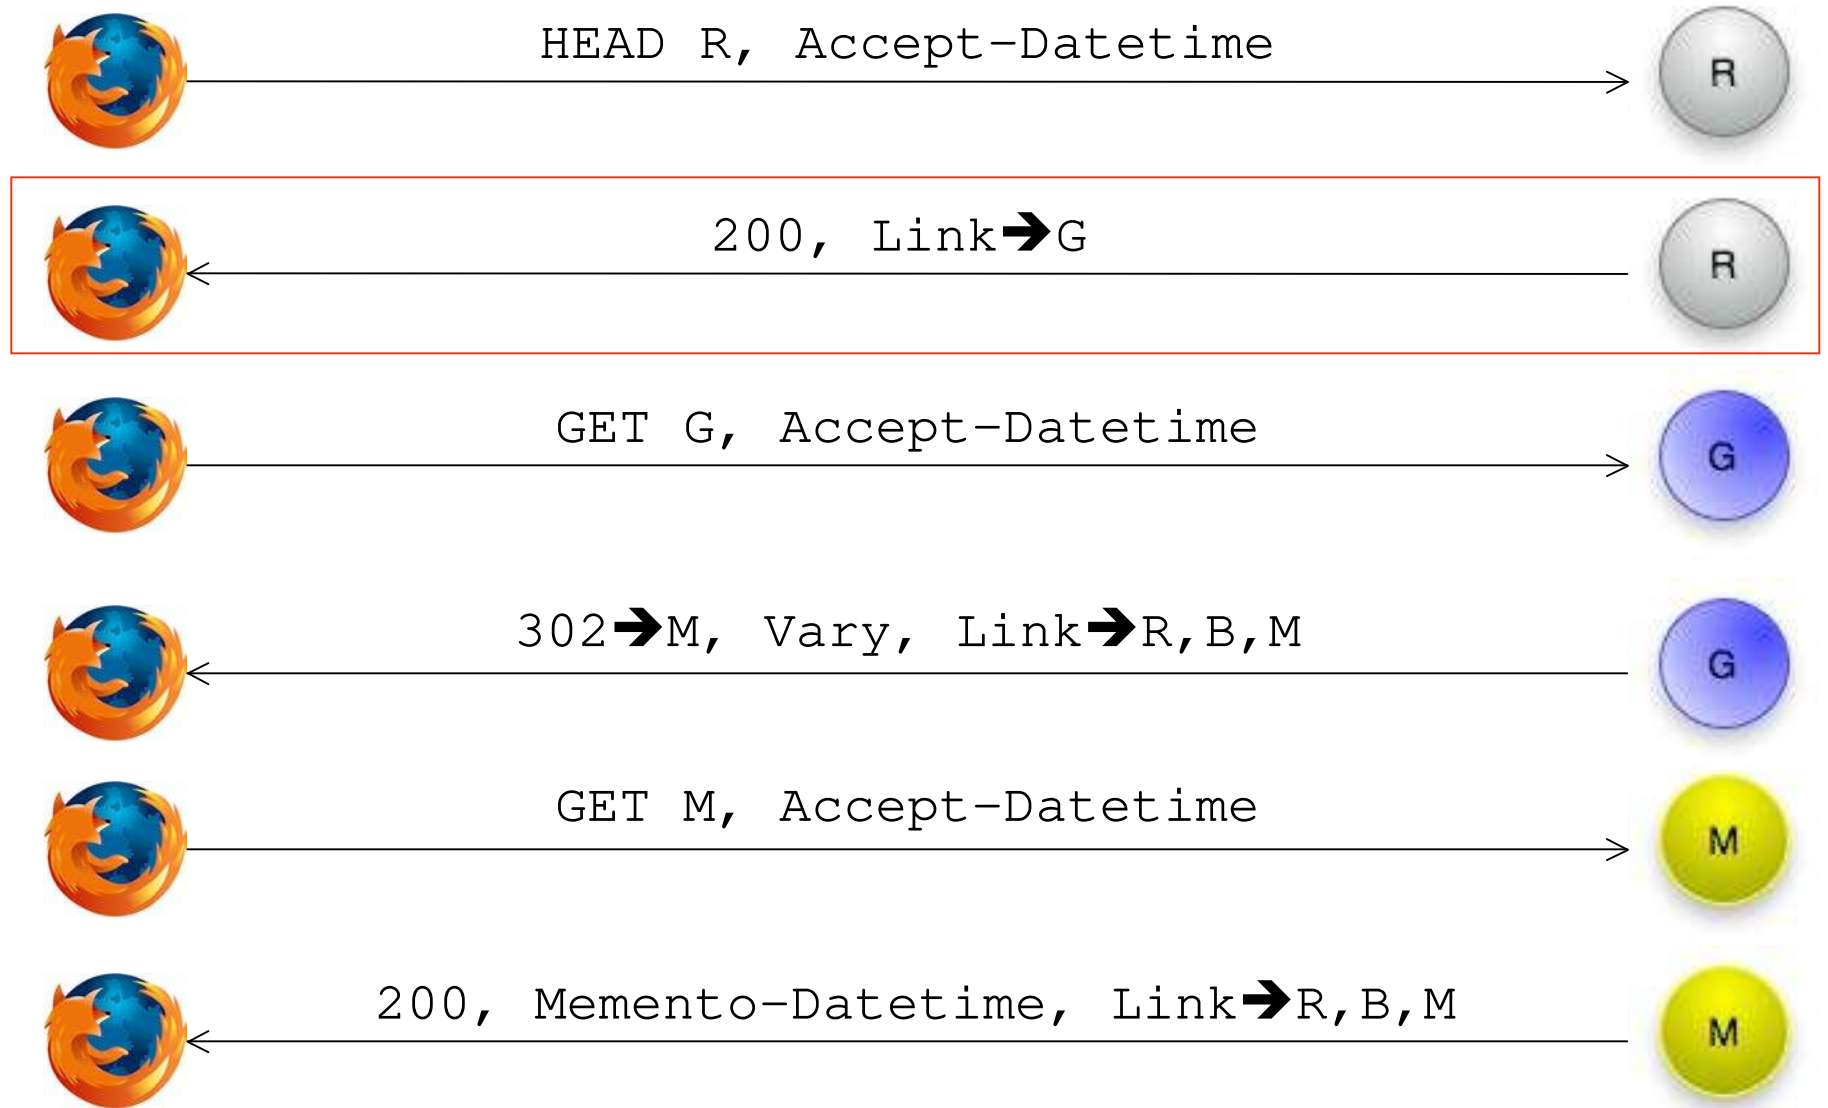 HEAD R, Accept-Datetime
R
200, Link➔G
R
GET G, Accept-Datetime
G
302➔M, Vary, Link➔R,B,M
G
GET M, Accept-Datetime
M
200, Memento-Datetime, Link➔R,B,M
M